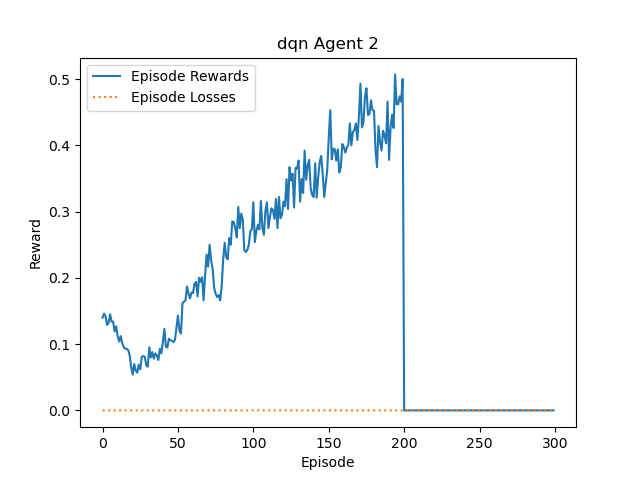 dqn Agent 2
Episode Rewards
Episode Losses
Reward
0.5
0.4
0.3
0.2
0.1
0.0
0 50 100 150 200 250 300
Episode